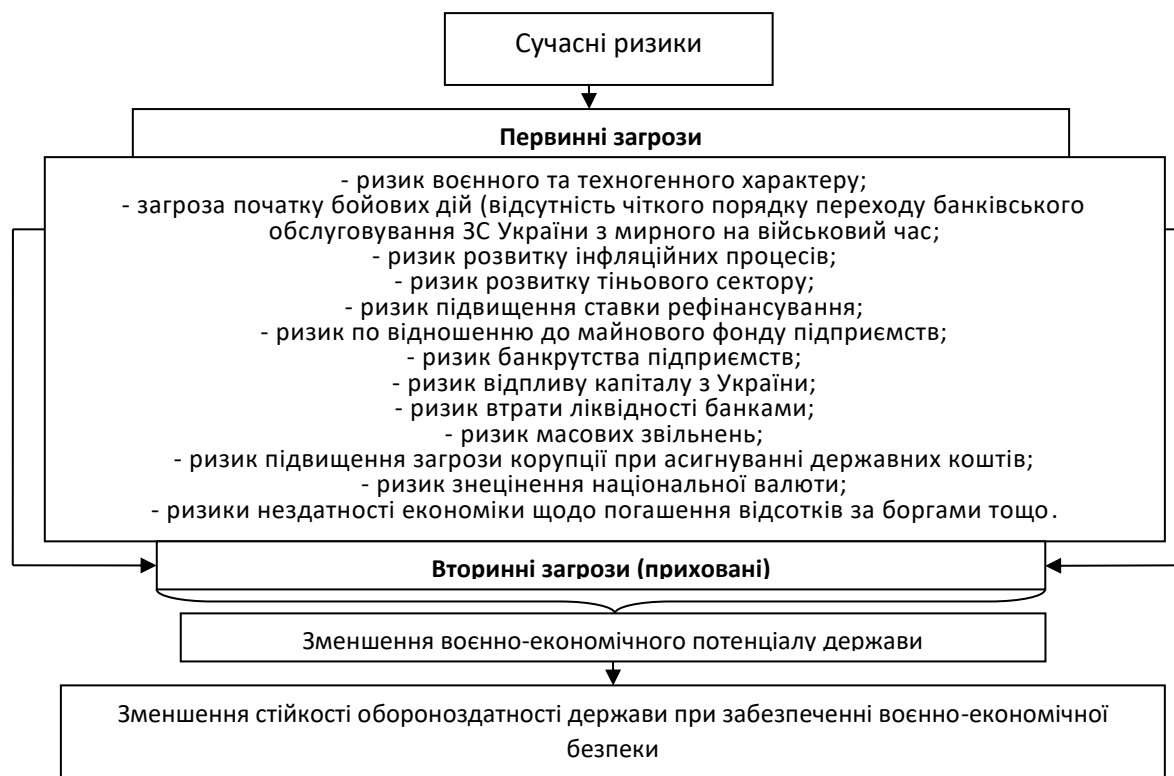 Сучасні ризики
Первинні загрози
- ризик воєнного та техногенного характеру;
- загроза початку бойових дій (відсутність чіткого порядку переходу банківського
обслуговування ЗС України з мирного на військовий час;
- ризик розвитку інфляційних процесів;
- ризик розвитку тіньового сектору;
- ризик підвищення ставки рефінансування;
- ризик по відношенню до майнового фонду підприємств;
- ризик банкрутства підприємств;
- ризик відпливу капіталу з України;
- ризик втрати ліквідності банками;
- ризик масових звільнень;
- ризик підвищення загрози корупції при асигнуванні державних коштів;
- ризик знецінення національної валюти;
- ризики нездатності економіки щодо погашення відсотків за боргами тощо.
Вторинні загрози (приховані)
Зменшення воєнно-економічного потенціалу держави
Зменшення стійкості обороноздатності держави при забезпеченні воєнно-економічної
безпеки